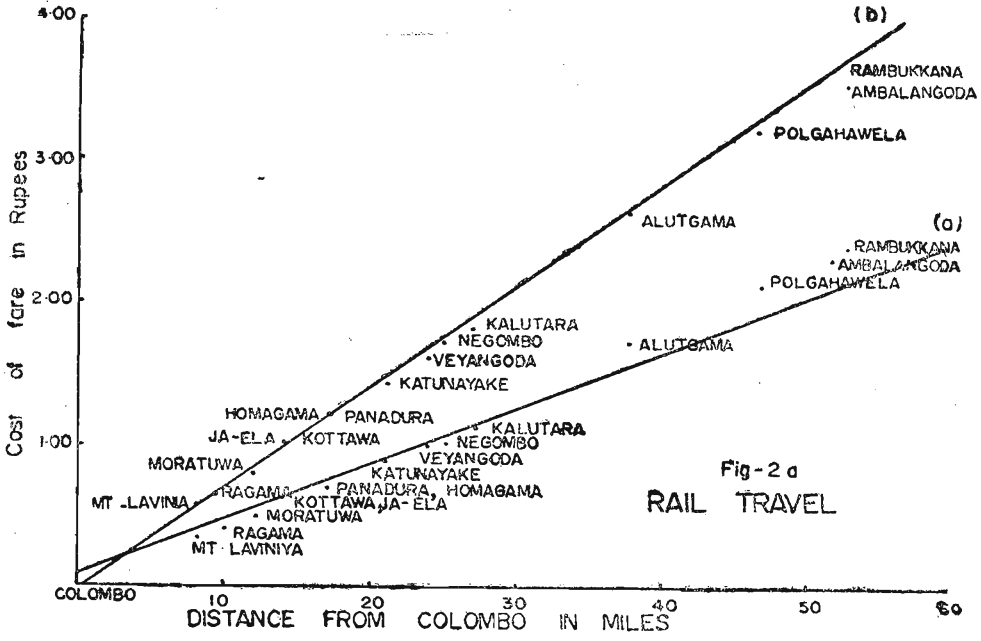 4.00
(b)
RAMBUKKANA
AMBALANGODA
3.00
POLGAHAWELA
ALUTGAMA
(a)
RAMBUKKANA
AMBALANGODA
POLGAHAWELA
2.00
KALUTARA
NEGOMBO
ALUTGAMA
VEYANGODA
KATUNAYAKE
HOMAGAMA PANADURA
KALUTARA
JA-ELA KOTTAWA
1.00
NEGOMBO
VEYANGODA
MORATUWA
KATUNAYAKE
Fig-2a
RAGAMA
PANADURA, HOMAGAMA
MT-LAVINIA
KOTTAWA, JA-ELA
RAIL TRAVEL
MORATUWA
RAGAMA
MT. LAVINIYA
Cost of fare in Rupees
COLOMBO 10 20 30 40 50 60
DISTANCE FROM COLOMBO IN MILES